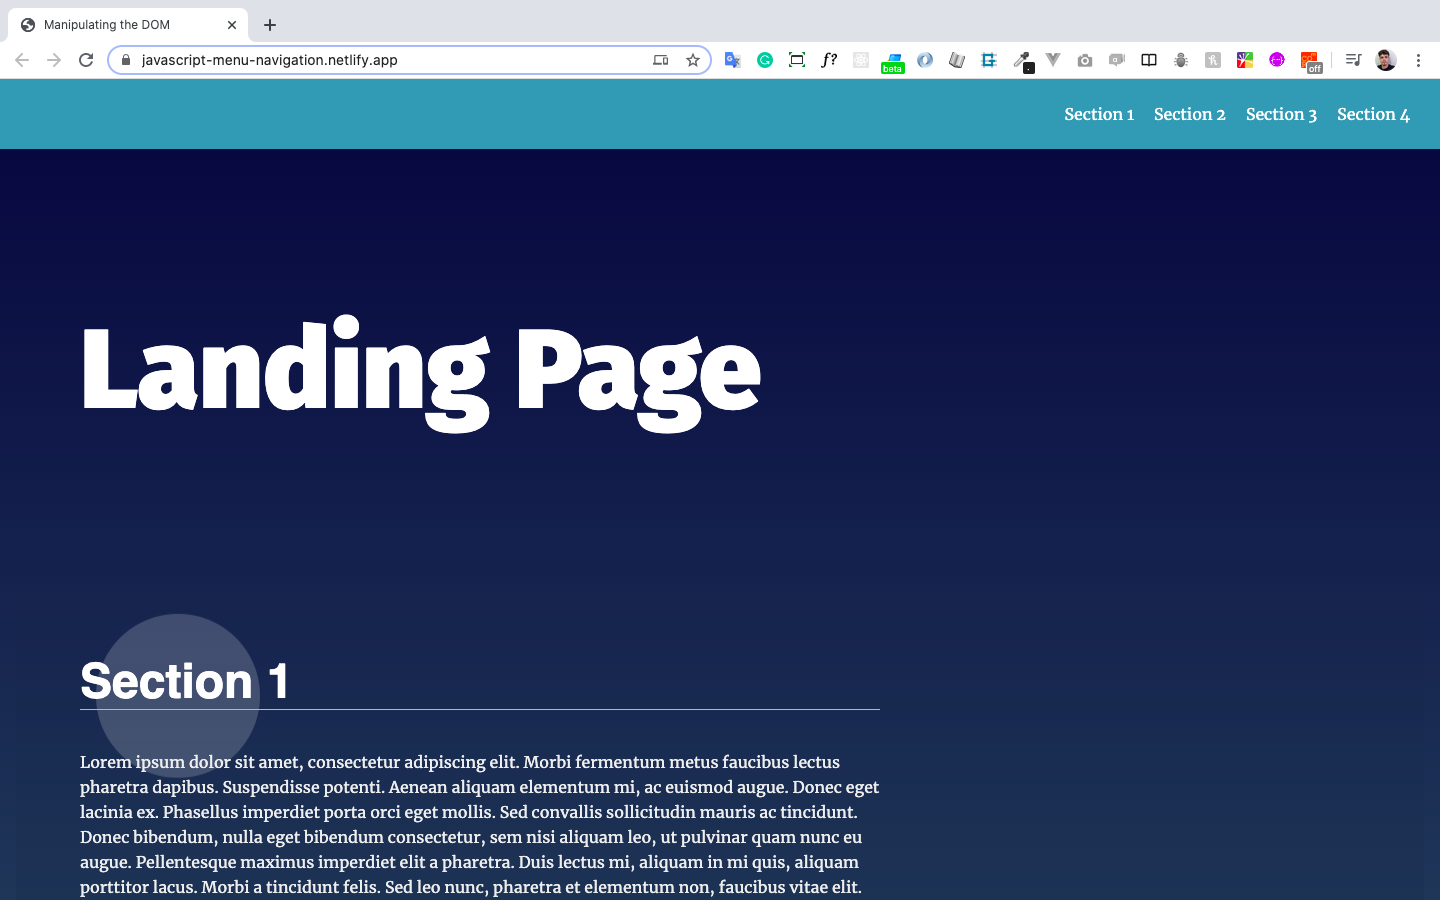 Manipulating the DOM
javascript-menu-navigation.netlify.app
f?
beta
off
Section 1 Section 2 Section 3 Section 4
Landing Page
Section 1
Lorem ipsum dolor sit amet, consectetur adipiscing elit. Morbi fermentum metus faucibus lectus
pharetra dapibus. Suspendisse potenti. Aenean aliquam elementum mi, ac euismod augue. Donec eget
lacinia ex. Phasellus imperdiet porta orci eget mollis. Sed convallis sollicitudin mauris ac tincidunt.
Donec bibendum, nulla eget bibendum consectetur, sem nisi aliquam leo, ut pulvinar quam nunc eu
augue. Pellentesque maximus imperdiet elit a pharetra. Duis lectus mi, aliquam in mi quis, aliquam
porttitor lacus. Morbi a tincidunt felis. Sed leo nunc, pharetra et elementum non, faucibus vitae elit.